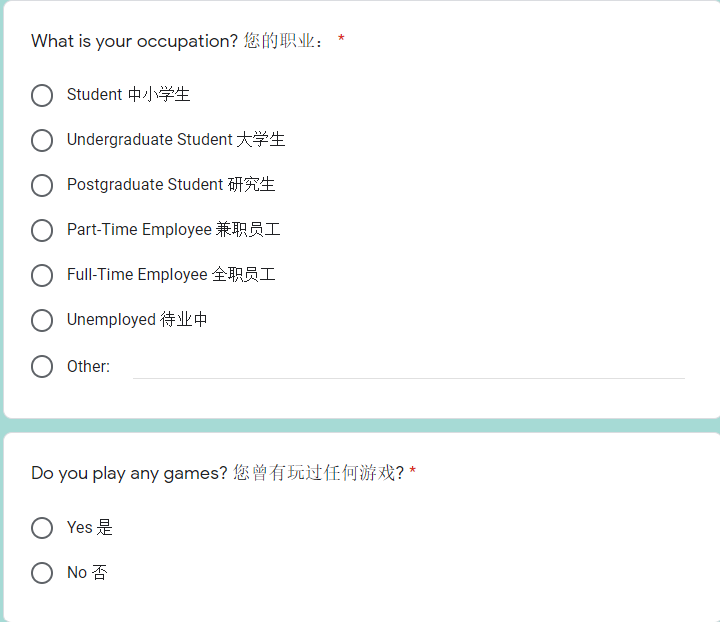 What is your occupation? 您的职业： *
Student 中小学生
Undergraduate Student 大学生
Postgraduate Student 研究生
Part-Time Employee 兼职员工
Full-Time Employee 全职员工
Unemployed 待业中
Other:
Do you play any games? 您曾有玩过任何游戏? *
Yes 是
No 否